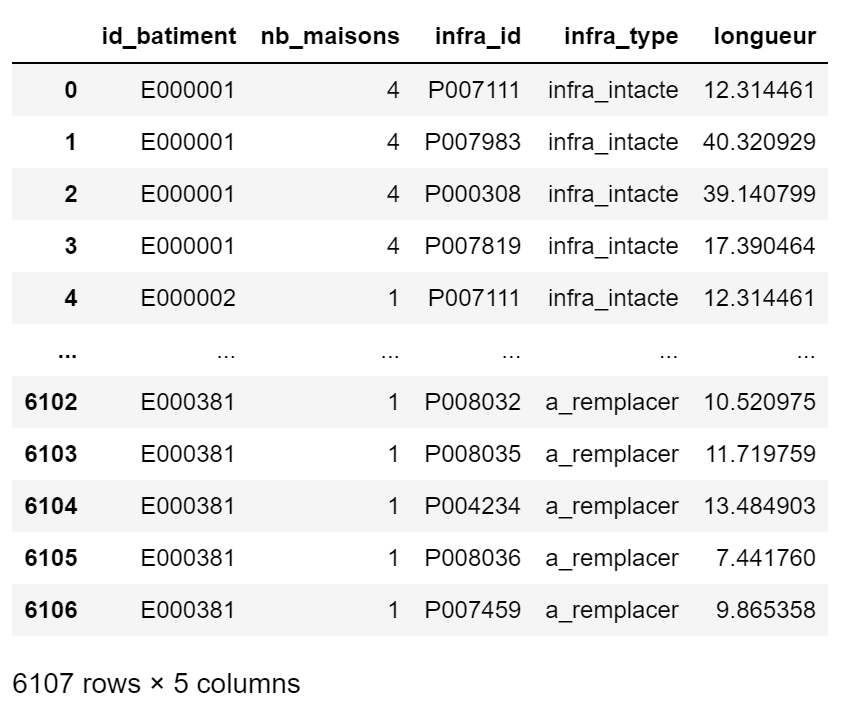 id_batiment nb_maisons infra_id infra_type longueur
0 E000001 4 P007111 infra_intacte 12.314461
1 E000001 4 P007983 infra_intacte 40.320929
2 E000001 4 P000308 infra_intacte 39.140799
3 E000001 4 P007819 infra_intacte 17.390464
4 E000002 1 P007111 infra_intacte 12.314461
... ... ... ... ... ...
6102 E000381 1 P008032 a_remplacer 10.520975
6103 E000381 1 P008035 a_remplacer 11.719759
6104 E000381 1 P004234 a_remplacer 13.484903
6105 E000381 1 P008036 a_remplacer 7.441760
6106 E000381 1 P007459 a_remplacer 9.865358
6107 rows × 5 columns